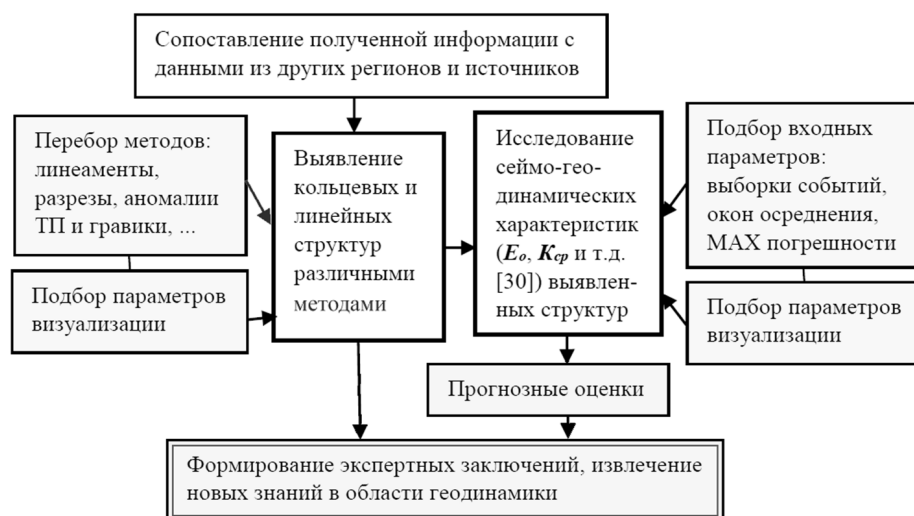 Сопоставление полученной информации с
данными из других регионов и источников
Перебор методов:
линеаменты,
разрезы, аномалии
ТП и гравики, ...
Подбор параметров
визуализации
Выявление
кольцевых и
линейных
структур
различными
методами
Исследование
сеймо-гео-
динамических
характеристик
(Eo, Kcp и т.д.
[30]) выявлен-
ных структур
Подбор входных
параметров:
выборки событий,
окон осреднения,
MAX погрешности
Подбор параметров
визуализации
Прогнозные оценки
Формирование экспертных заключений, извлечение
новых знаний в области геодинамики